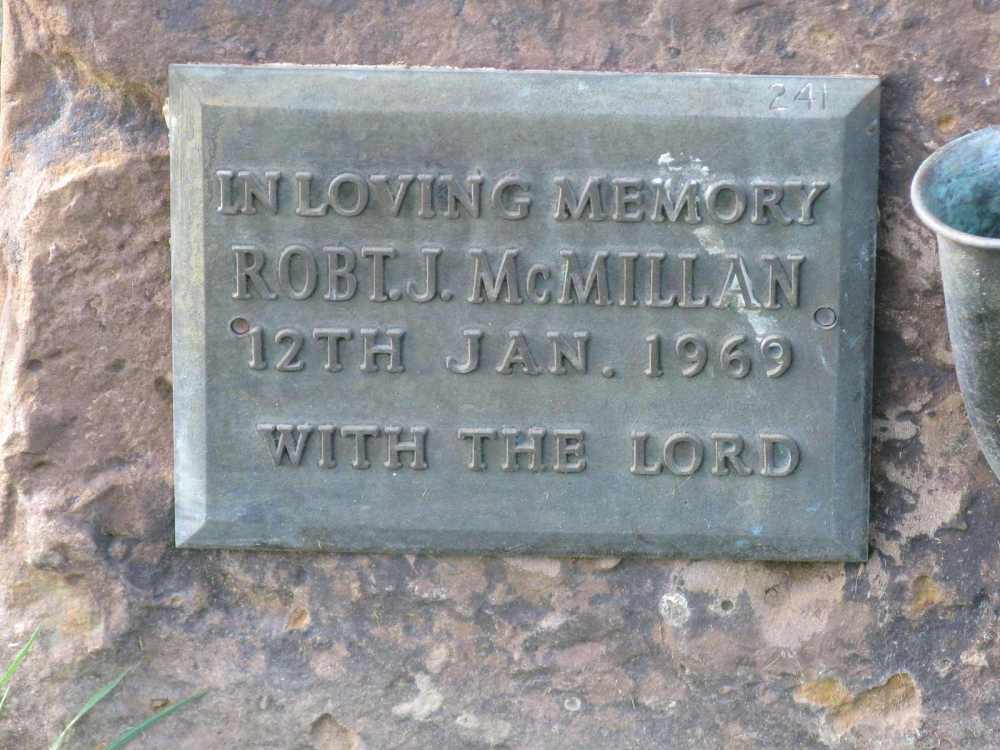 241
IN LOVING MEMORY
ROBT. J. McMILLAN
12TH JAN. 1969
WITH THE LORD